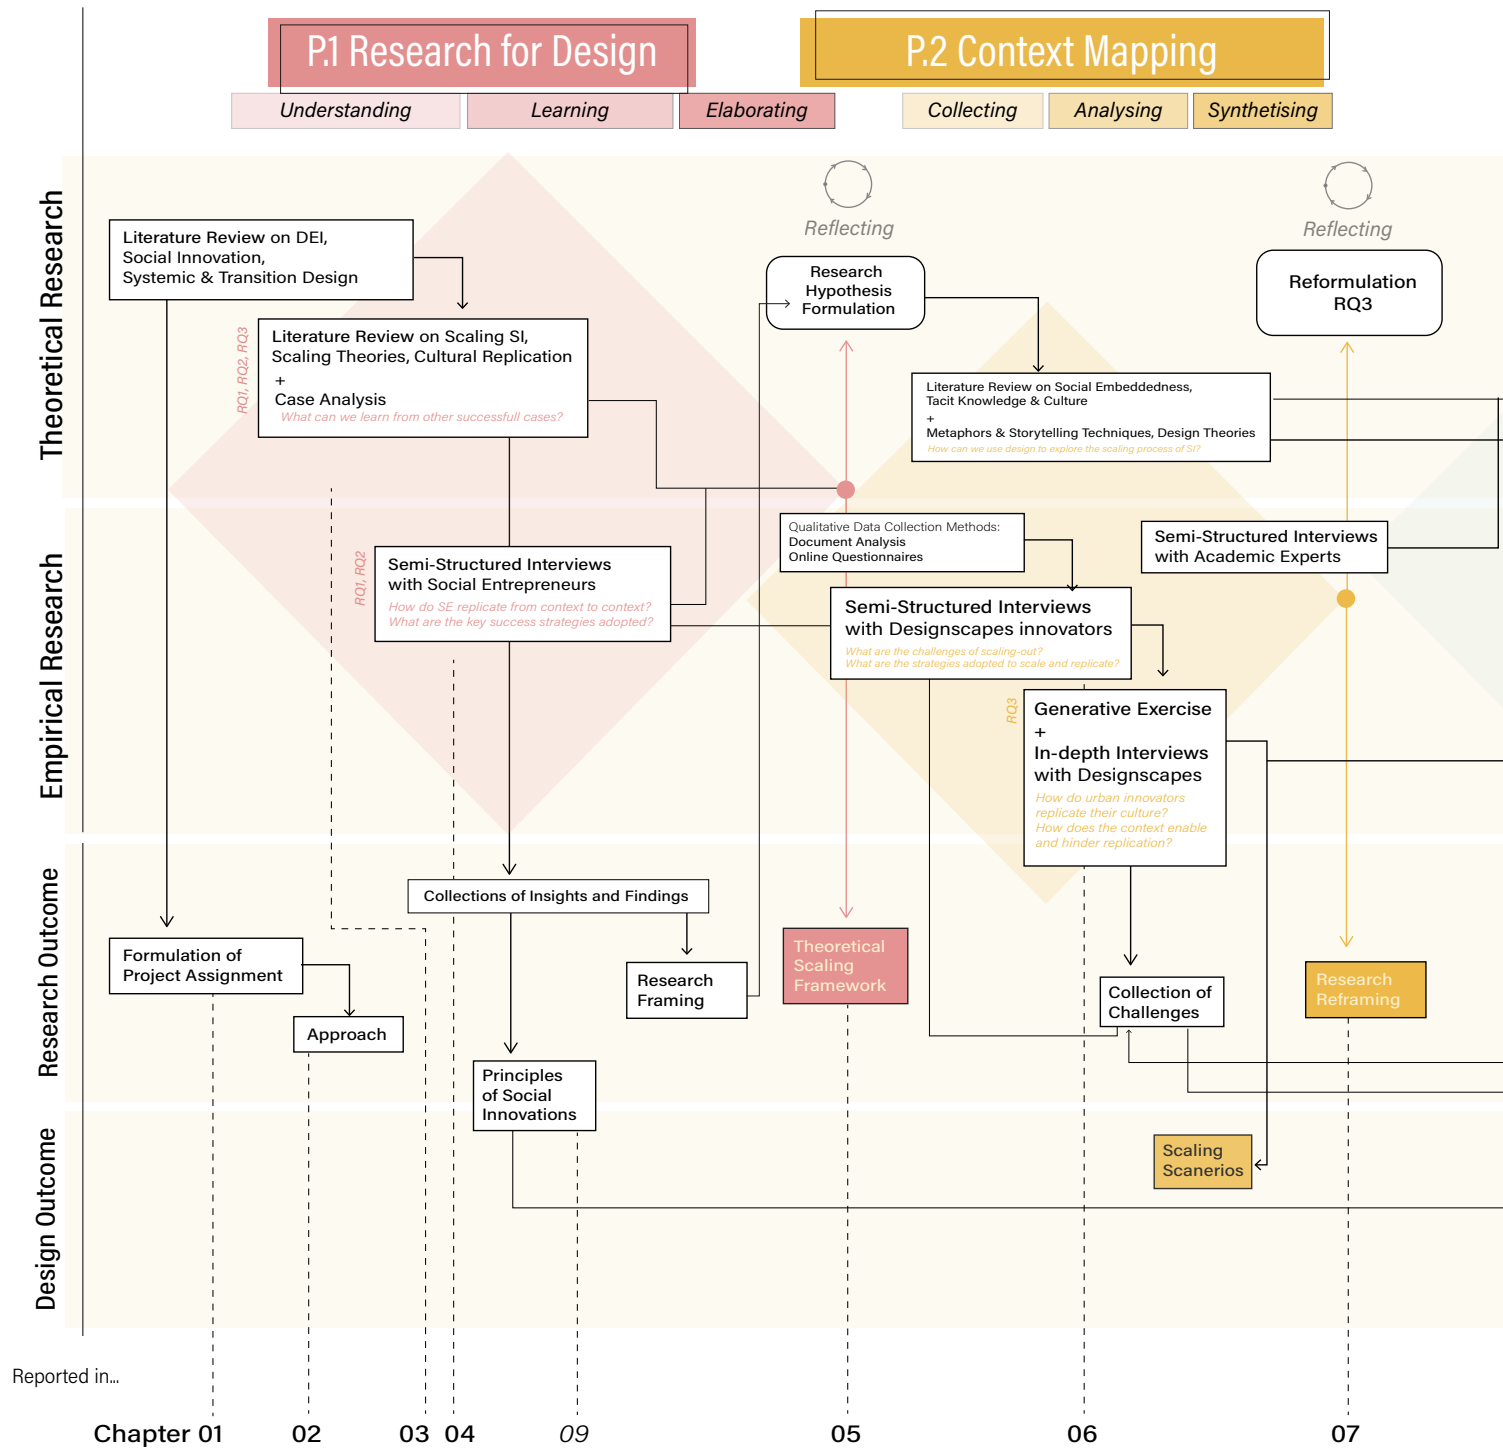 P.1 Research for Design
P.2 Context Mapping
Understanding
Learning
Elaborating
Collecting
Analysing
Synthetising
Theoretical Research
Reflecting
Reflecting
Literature Review on DEI,
Social Innovation,
Systemic & Transition Design
Research
Hypothesis
Formulation
Reformulation
RQ3
RQ1, RQ2, RQ3
Literature Review on Scaling SI,
Scaling Theories, Cultural Replication
+
Case Analysis
What can we learn from other successfull cases?
Literature Review on Social Embeddedness,
Tacit Knowledge & Culture
+
Metaphors & Storytelling Techniques, Design Theories
How can we use design to explore the scaling process of SI?
Empirical Research
Qualitative Data Collection Methods:
Document Analysis
Online Questionnaires
Semi-Structured Interviews
with Academic Experts
RQ1, RQ2
Semi-Structured Interviews
with Social Entrepreneurs
How do SE replicate from context to context?
What are the key success strategies adopted?
Semi-Structured Interviews
with Designscapes innovators
What are the challenges of scaling-out?
What are the strategies adopted to scale and replicate?
RQ3
Generative Exercise
+
In-depth Interviews
with Designscapes
How do urban innovators
replicate their culture?
How does the context enable
and hinder replication?
Research Outcome
Collections of Insights and Findings
Formulation of
Project Assignment
Research
Framing
Theoretical
Scaling
Framework
Collection of
Challenges
Research
Reframing
Approach
Principles
of Social
Innovations
Design Outcome
Scaling
Scanerios
Reported in...
Chapter 01
02
03
04
09
05
06
07